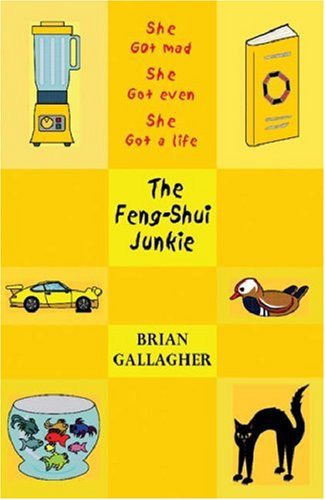 She
Got mad
She
Got even
She
Got a life
The
Feng-Shui
Junkie
BRIAN
GALLAGHER